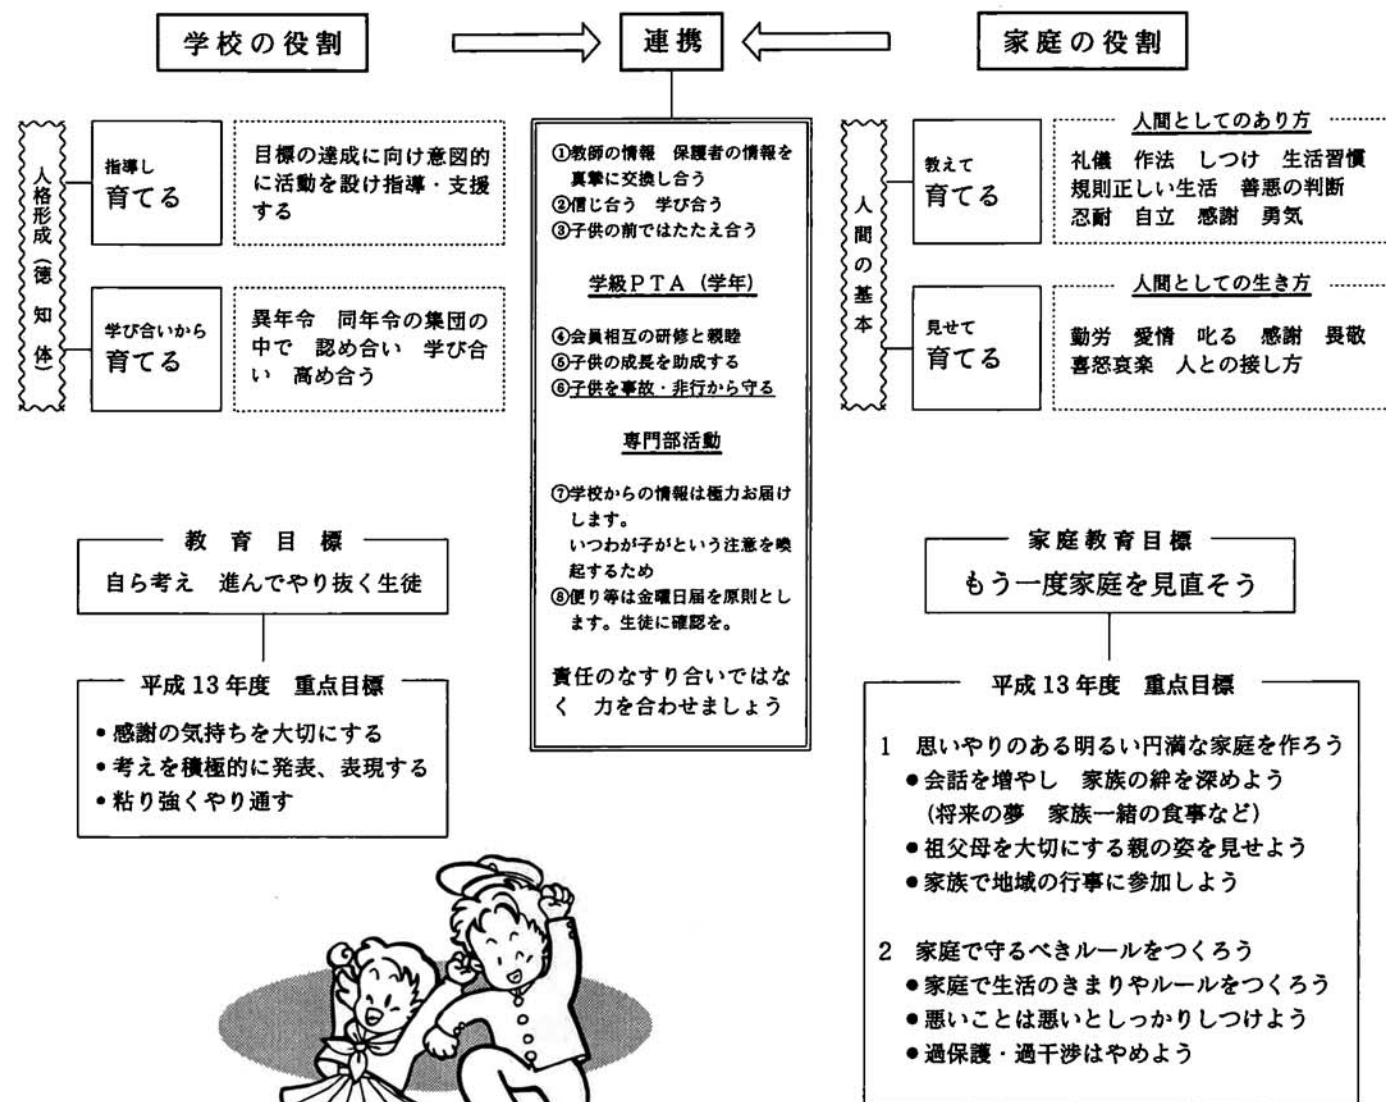 学校の役割
連携
家庭の役割
人格形成（徳 知 体）
指導し
育てる
目標の達成に向け意図的
に活動を設け指導・支援
する
学び合いから
育てる
異年令 同年令の集団の
中で 認め合い 学び合
い 高め合う
①教師の情報 保護者の情報を
真摯に交換し合う
②信じ合う 学び合う
③子供の前ではたたえ合う
学級PTA（学年）
④会員相互の研修と親睦
⑤子供の成長を助成する
⑥子供を事故・非行から守る
専門部活動
⑦学校からの情報は極力お届け
します。
いつわが子がという注意を喚
起するため
⑧便り等は金曜日届を原則とし
ます。生徒に確認を。
責任のなすり合いではな
く 力を合わせましょう
人間の基本
教えて
育てる
人間としてのあり方
礼儀 作法 しつけ 生活習慣
規則正しい生活 善悪の判断
忍耐 自立 感謝 勇気
見せて
育てる
人間としての生き方
勤労 愛情 叱る 感謝 畏敬
喜怒哀楽 人との接し方
教育目標
自ら考え 進んでやり抜く生徒
平成13年度 重点目標
•感謝の気持ちを大切にする
•考えを積極的に発表、表現する
•粘り強くやり通す
家庭教育目標
もう一度家庭を見直そう
平成13年度 重点目標
1 思いやりのある明るい円満な家庭を作ろう
●会話を増やし 家族の絆を深めよう
(将来の夢 家族一緒の食事など)
●祖父母を大切にする親の姿を見せよう
●家族で地域の行事に参加しよう
2 家庭で守るべきルールをつくろう
●家庭で生活のきまりやルールをつくろう
●悪いことは悪いとしっかりしつけよう
●過保護・過干渉はやめよう